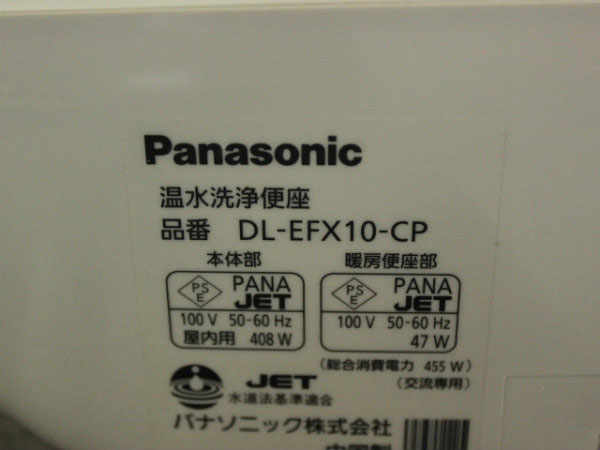 Panasonic
温水洗浄便座
品番 DL-EFX10-CP
本体部 暖房便座部
PS E PANA JET PS E PANA JET
100 V 50-60 Hz 100 V 50-60 Hz
屋内用 408 W 47 W
(総合消費電力 455 W)
JET (交流専用)
水道法基準適合
パナソニック株式会社
中国製